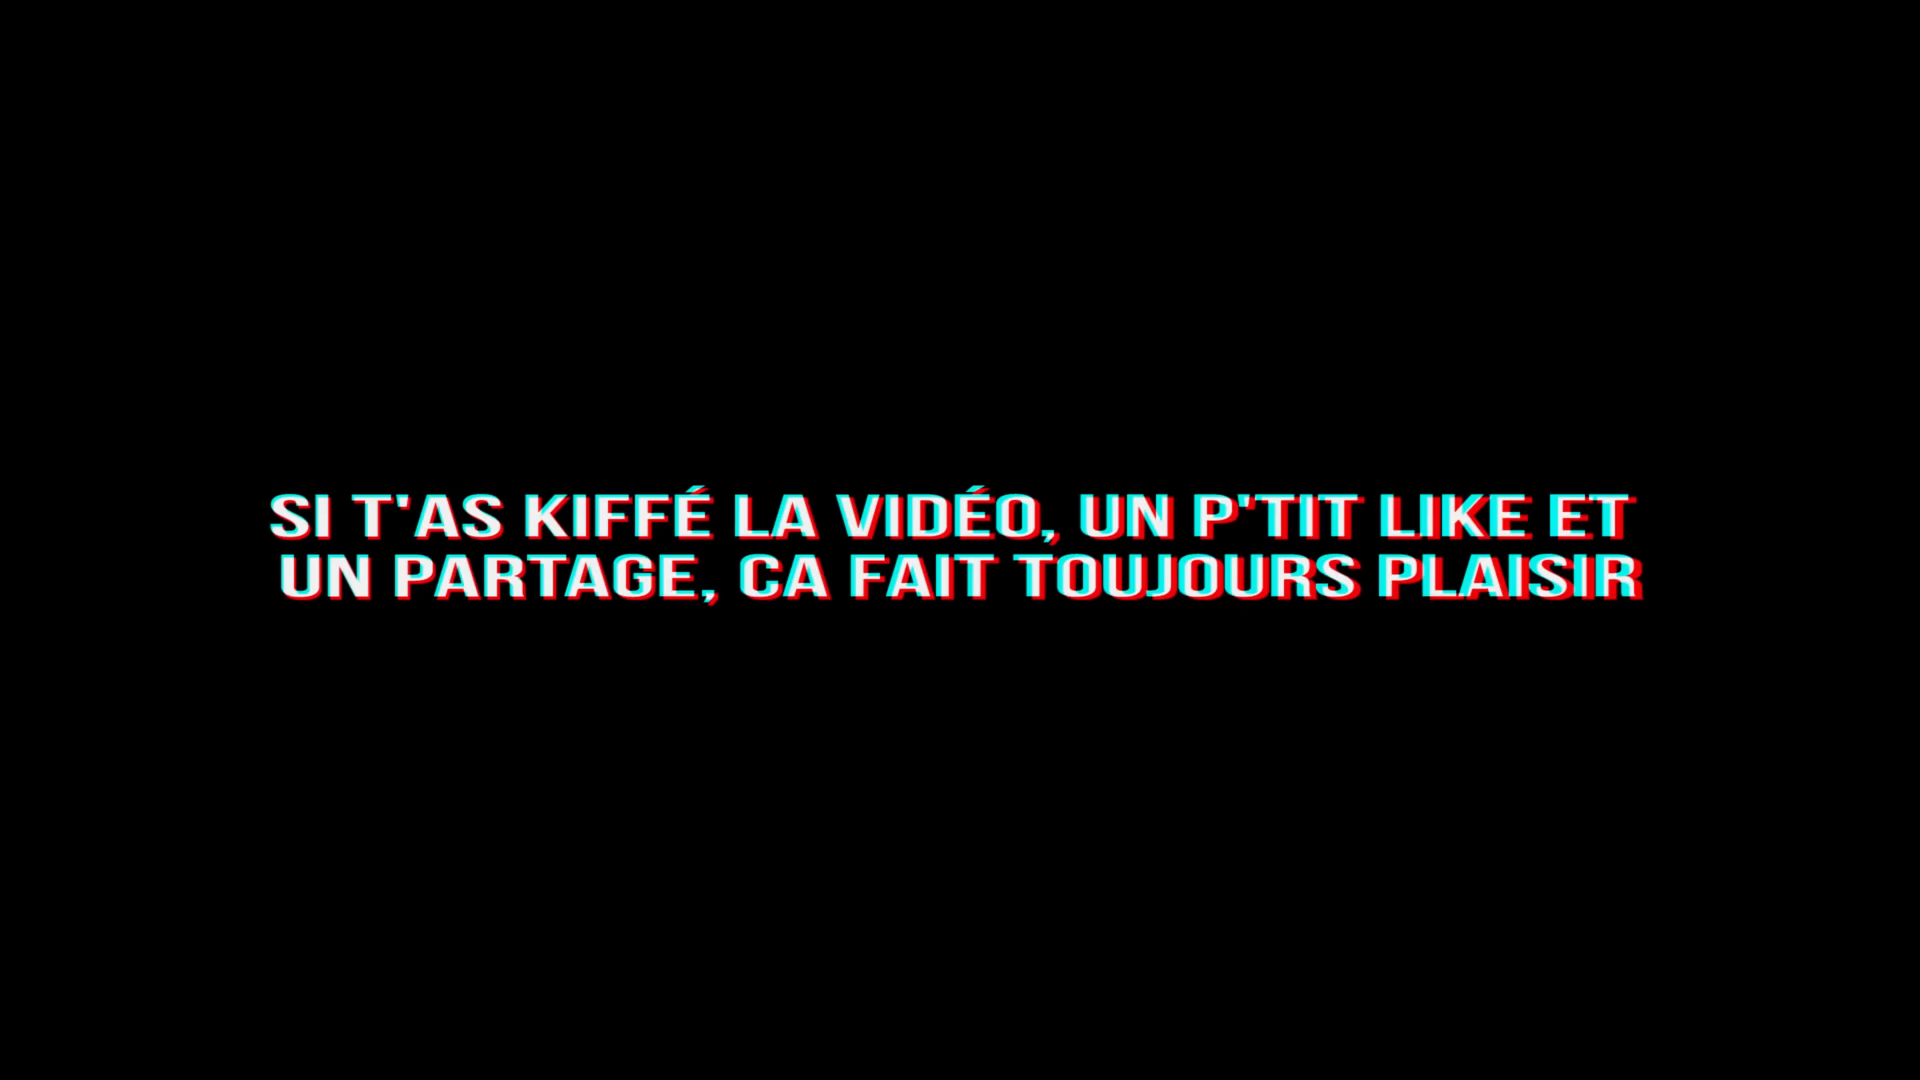 SI T'AS KIFFÉ LA VIDÉO, UN P'TIT LIKE ET
UN PARTAGE, CA FAIT TOUJOURS PLAISIR